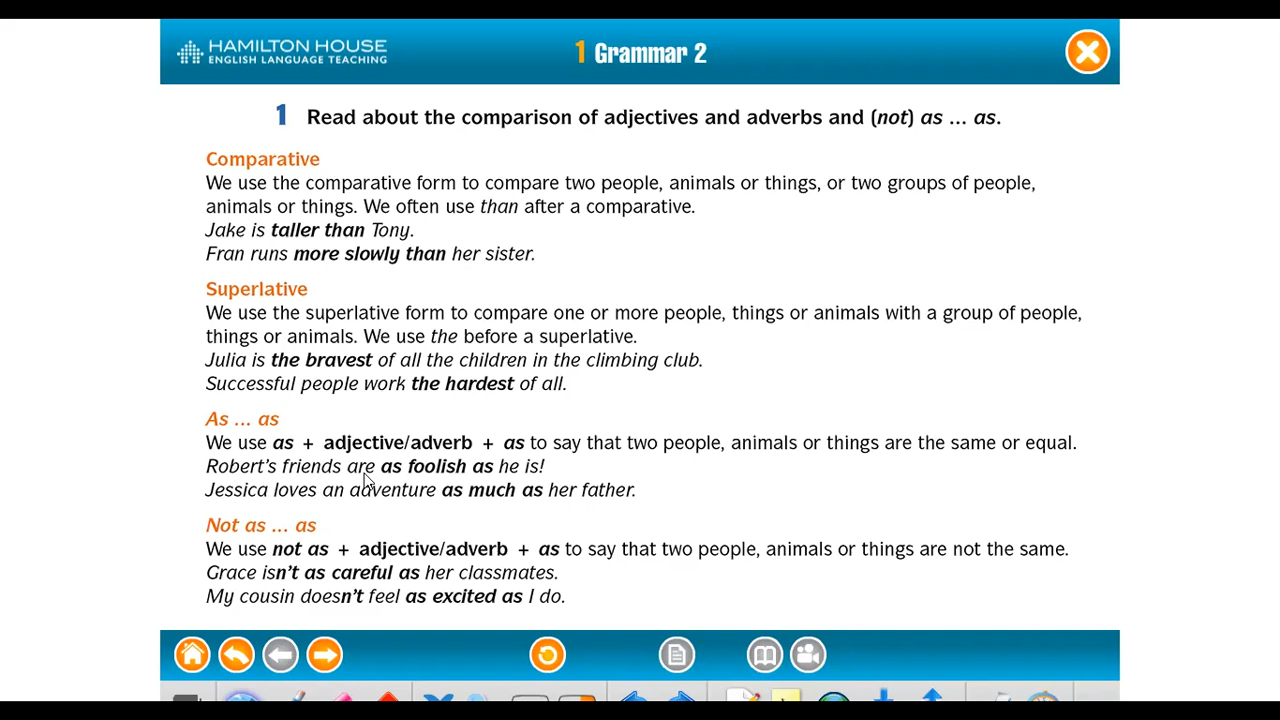 HAMILTON HOUSE
ENGLISH LANGUAGE TEACHING
1 Grammar 2
1 Read about the comparison of adjectives and adverbs and (not) as ... as.
Comparative
We use the comparative form to compare two people, animals or things, or two groups of people,
animals or things. We often use than after a comparative.
Jake is taller than Tony.
Fran runs more slowly than her sister.
Superlative
We use the superlative form to compare one or more people, things or animals with a group of people,
things or animals. We use the before a superlative.
Julia is the bravest of all the children in the climbing club.
Successful people work the hardest of all.
As ... as
We use as + adjective/adverb + as to say that two people, animals or things are the same or equal.
Robert's friends are as foolish as he is!
Jessica loves an adventure as much as her father.
Not as ... as
We use not as + adjective/adverb + as to say that two people, animals or things are not the same.
Grace isn't as careful as her classmates.
My cousin doesn't feel as excited as I do.